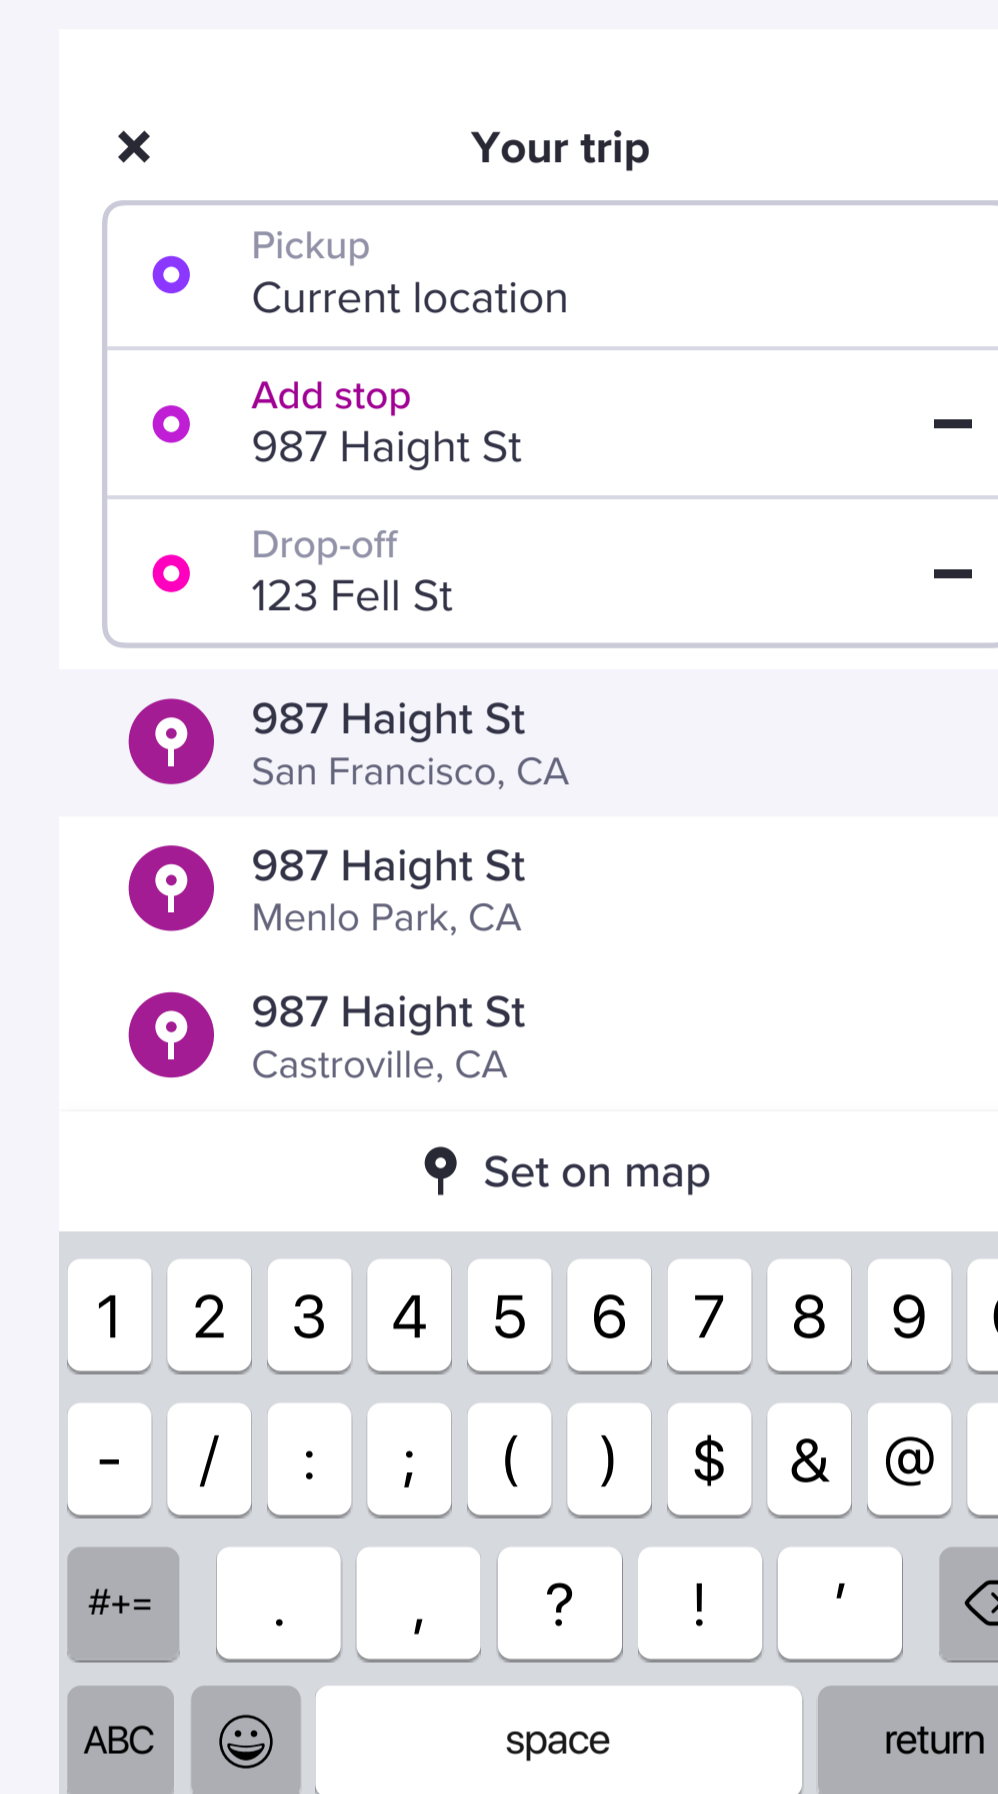 Your trip
Pickup
Current location
Add stop
987 Haight St
Drop-off
123 Fell St
987 Haight St
San Francisco, CA
987 Haight St
Menlo Park, CA
987 Haight St
Castroville, CA
Set on map
1 2 3 4 5 6 7 8 9
- / : ; ( ) $ & @
#+= . , ? ! '
ABC space return